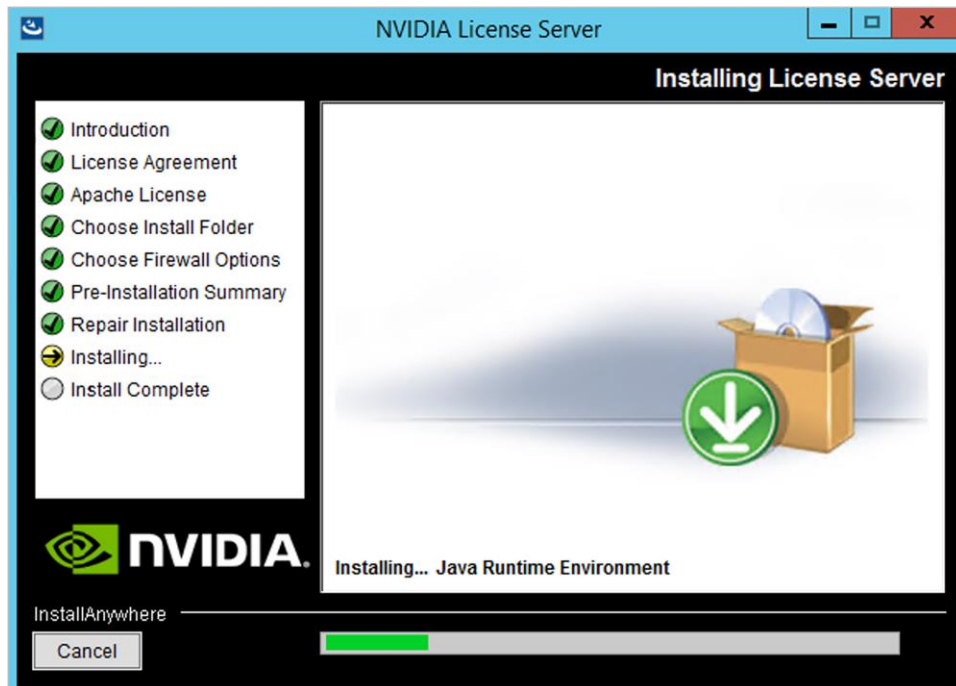 NVIDIA License Server
Installing License Server
Introduction
License Agreement
Apache License
Choose Install Folder
Choose Firewall Options
Pre-Installation Summary
Repair Installation
Installing...
Install Complete
NVIDIA.
Installing... Java Runtime Environment
InstallAnywhere
Cancel